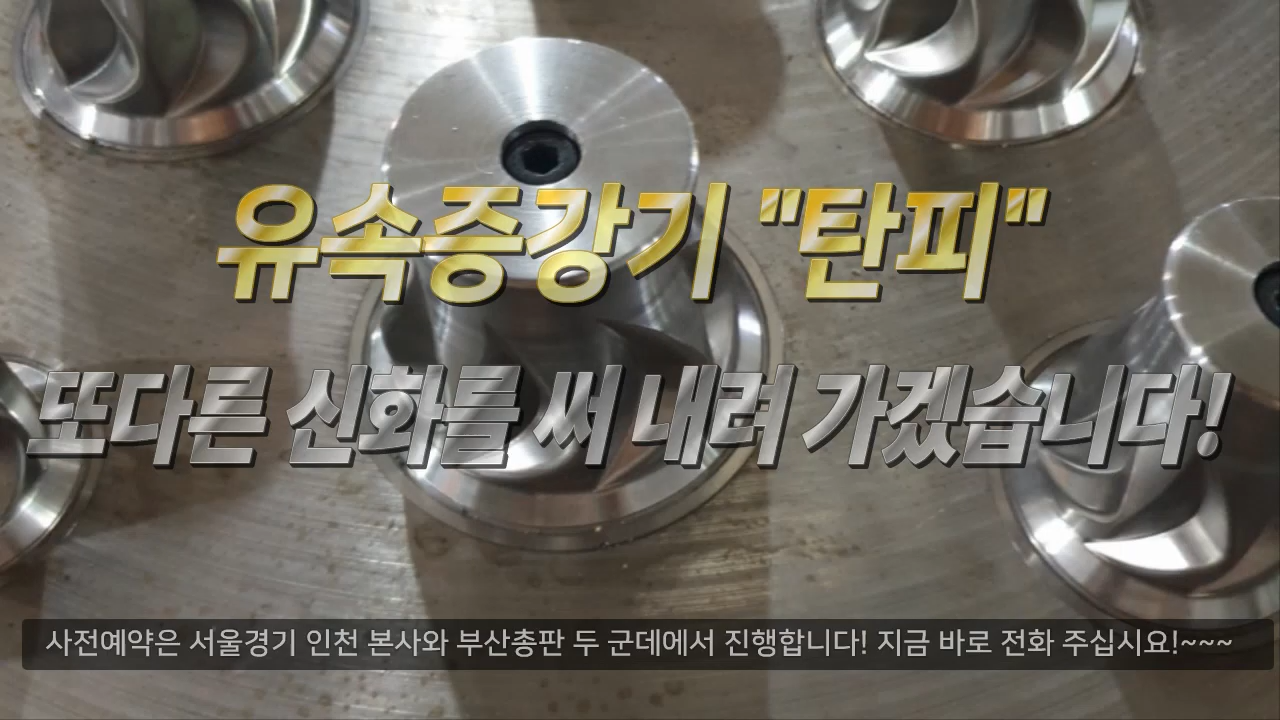 유속증강기 "탄피"
또다른 신화를 써 내려 가겠습니다!
사전예약은 서울경기 인천 본사와 부산총판 두 군데에서 진행합니다! 지금 바로 전화 주십시요!~~~